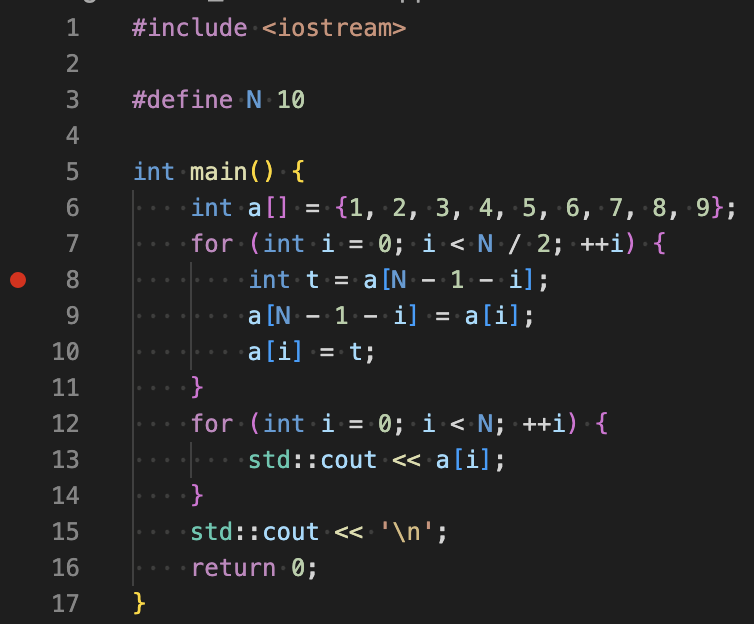 1 #include <iostream>
2
3 #define N 10
4
5 int main() {
6     int a[] = {1, 2, 3, 4, 5, 6, 7, 8, 9};
7     for (int i = 0; i < N / 2; ++i) {
8         int t = a[N - 1 - i];
9         a[N - 1 - i] = a[i];
10         a[i] = t;
11     }
12     for (int i = 0; i < N; ++i) {
13         std::cout << a[i];
14     }
15     std::cout << '\n';
16     return 0;
17 }